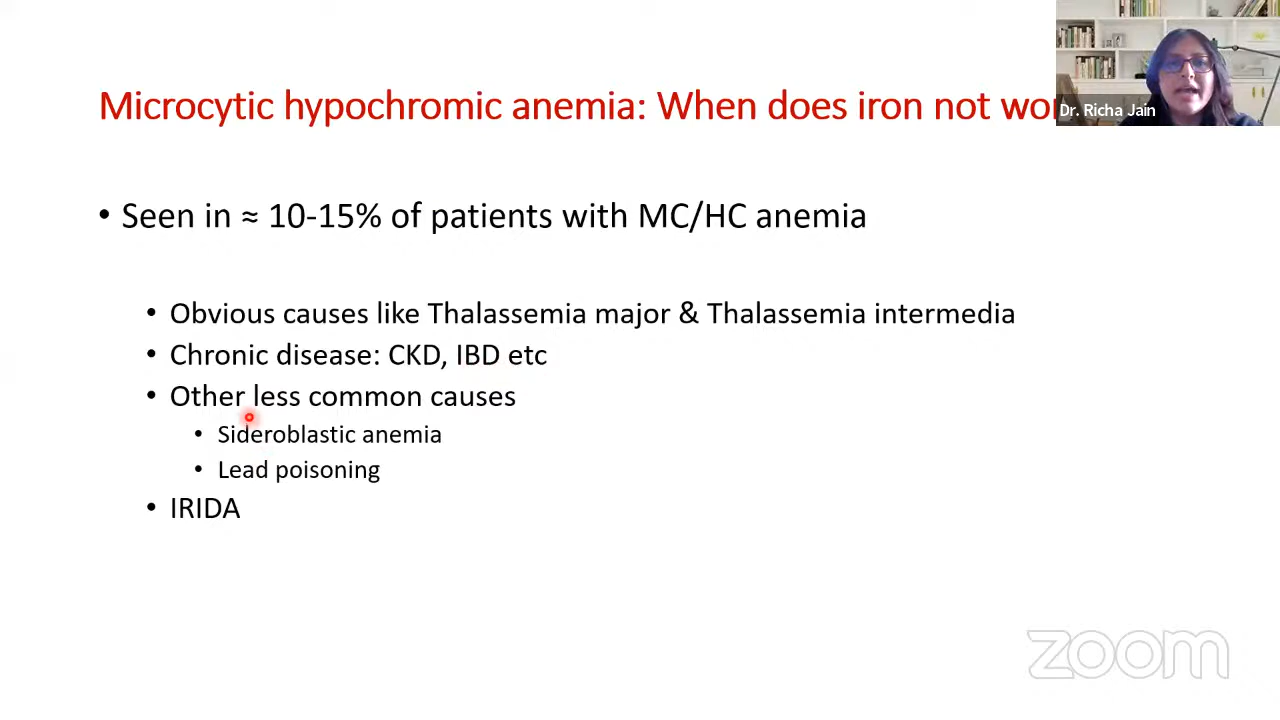 Microcytic hypochromic anemia: When does iron not
Dr. Richa Jain
• Seen in ≈ 10-15% of patients with MC/HC anemia
• Obvious causes like Thalassemia major & Thalassemia intermedia
• Chronic disease: CKD, IBD etc
• Other less common causes
• Sideroblastic anemia
• Lead poisoning
• IRIDA
zoom